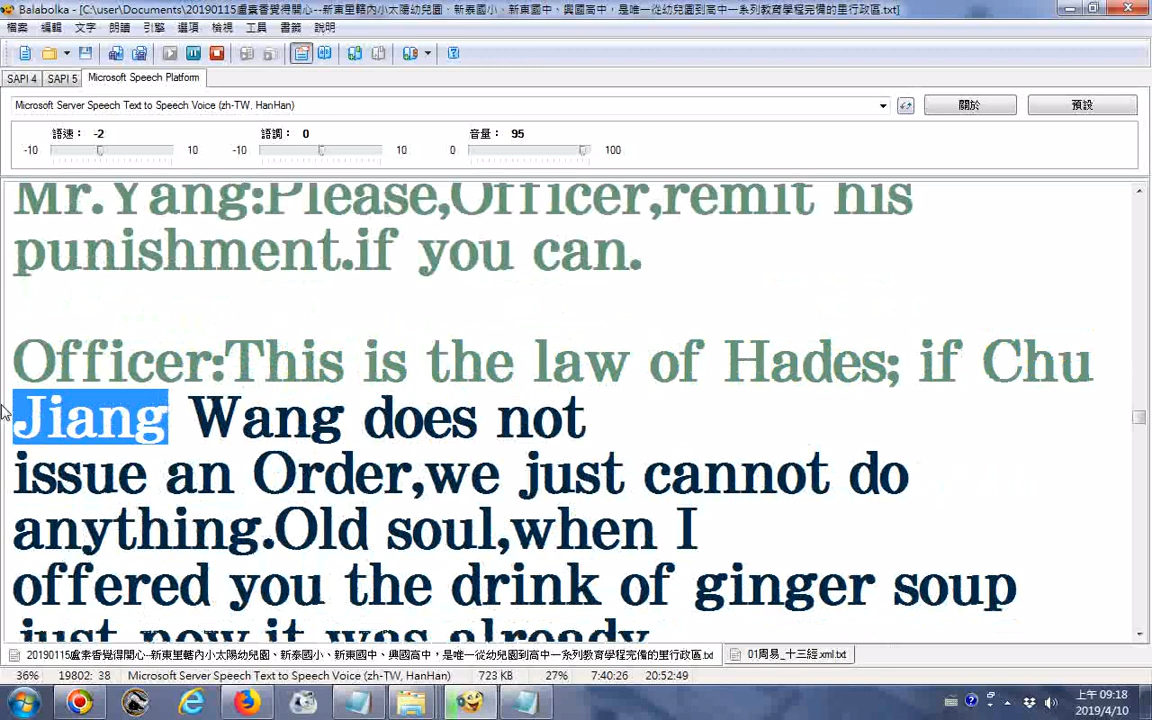 Balabolka - [C:\user\Documents\20190115盧素香覺得開心--新東里轄內小太陽幼兒園、新泰國小、新東國中、興國高中，是唯一從幼兒園到高中一系列教育學程完備的里行政區.txt]
檔案 編輯 文字 朗讀 引擎 選項 檢視 工具 書籤 說明
SAPI 4 SAPI 5 Microsoft Speech Platform
Microsoft Server Speech Text to Speech Voice (zh-TW, HanHan) 關於 預設
語速： -2 語調： 0 音量： 95
-10 10 -10 10 0 100
Mr.Yang:Please,Officer,remit his
punishment.if you can.
Officer:This is the law of Hades; if Chu
Jiang Wang does not
issue an Order,we just cannot do
anything.Old soul,when I
offered you the drink of ginger soup
just now,it was already
20190115盧素香覺得開心--新東里轄內小太陽幼兒園、新泰國小、新東國中、興國高中，是唯一從幼兒園到高中一系列教育學程完備的里行政區.txt 01周易_十三經.xml.txt
36% 19802: 38 Microsoft Server Speech Text to Speech Voice (zh-TW, HanHan) 723 KB 27% 7:40:26 20:52:49
上午 09:18
2019/4/10